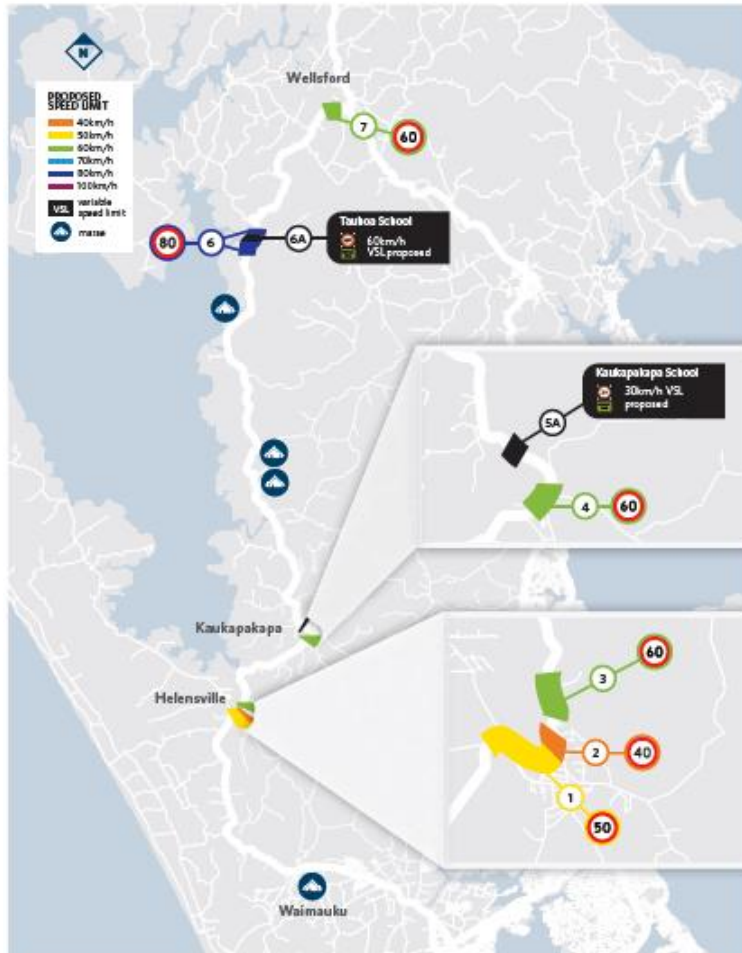 N
PROPOSED
SPEED LIMIT
40km/h
50km/h
60km/h
70km/h
80km/h
100km/h
VSL variable
speed limit
marae
Wellsford
7
60
80
6
6A
Tauhoa School
60km/h
VSL proposed
Kaukapakapa School
30km/h VSL
proposed
5A
4
60
Kaukapakapa
Helensville
3
60
2
40
1
50
Waimauku